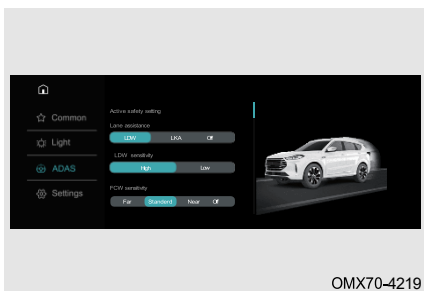 Common
Light
ADAS
Settings
Active safety setting
Lane assistance
LDW LKA Off
LDW sensitivity
High Low
FCW sensitivity
Far Standard Near Off
OMX70-4219